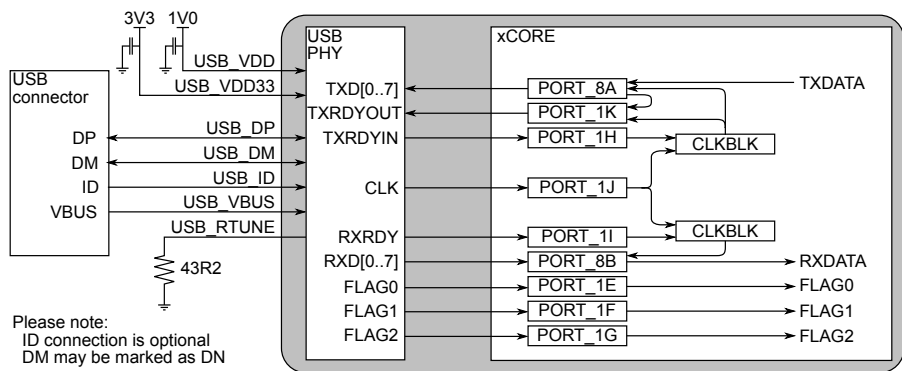 3V3
1V0
USB
connector
DP
DM
ID
VBUS
USB_VDD
USB_VDD33
USB_DP
USB_DM
USB_ID
USB_VBUS
USB_RTUNE
43R2
Please note:
ID connection is optional
DM may be marked as DN
USB
PHY
TXD[0..7]
TXRDYOUT
TXRDYIN
CLK
RXRDY
RXD[0..7]
FLAG0
FLAG1
FLAG2
xCORE
PORT_8A
PORT_1K
PORT_1H
PORT_1J
PORT_1I
PORT_8B
PORT_1E
PORT_1F
PORT_1G
CLKBLK
CLKBLK
TXDATA
RXDATA
FLAG0
FLAG1
FLAG2